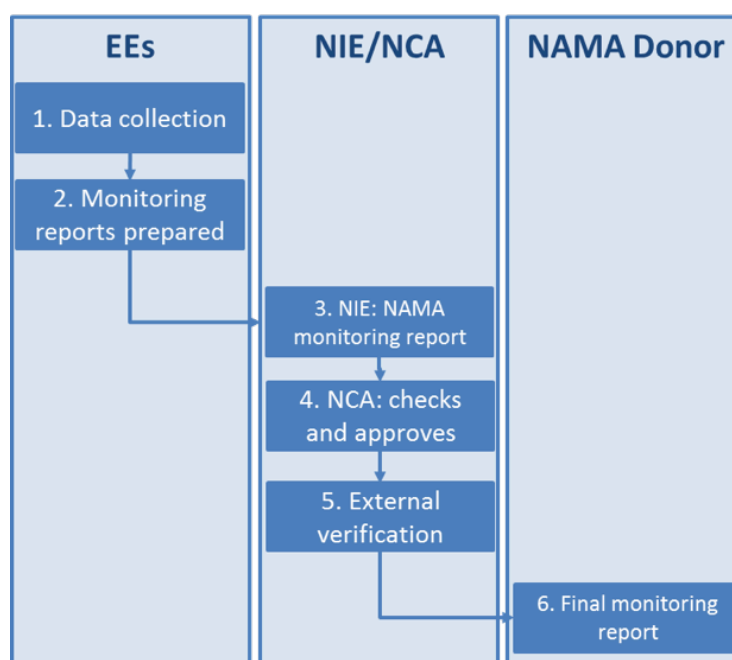 EEs
NIE/NCA
NAMA Donor
1. Data collection
2. Monitoring
reports prepared
3. NIE: NAMA
monitoring report
4. NCA: checks
and approves
5. External
verification
6. Final monitoring
report